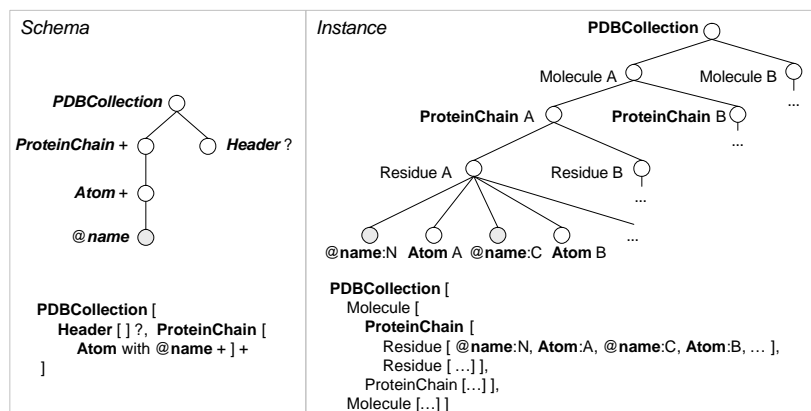 Schema
PDBCollection
ProteinChain +
Header ?
Atom +
@name
PDBCollection [
Header [ ] ?, ProteinChain [
Atom with @name + ] +
]
Instance
PDBCollection
Molecule A
Molecule B
...
ProteinChain A
ProteinChain B
...
Residue A
Residue B
...
...
@name:N Atom A @name:C Atom B
PDBCollection [
Molecule [
ProteinChain [
Residue [ @name:N, Atom:A, @name:C, Atom:B, … ],
Residue [ …] ],
ProteinChain [...] ],
Molecule [...] ]